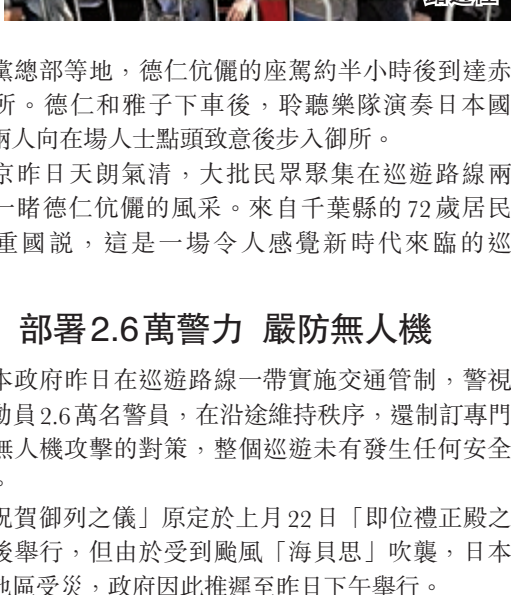 黨總部等地，德仁伉儷的座駕約半小時後到達赤
所。德仁和雅子下車後，聆聽樂隊演奏日本國
兩人向在場人士點頭致意後步入御所。
京昨日天朗氣清，大批民眾聚集在巡遊路線兩
一睹德仁伉儷的風采。來自千葉縣的72歲居民
重國説，這是一場令人感覺新時代來臨的巡
部署2.6萬警力 嚴防無人機
本政府昨日在巡遊路線一帶實施交通管制，警視
動員2.6萬名警員，在沿途維持秩序，還制訂專門
無人機攻擊的對策，整個巡遊未有發生任何安全
。
祝賀御列之儀」原定於上月22日「即位禮正殿之
後舉行，但由於受到颱風「海貝思」吹襲，日本
地區受災，政府因此推遲至昨日下午舉行。